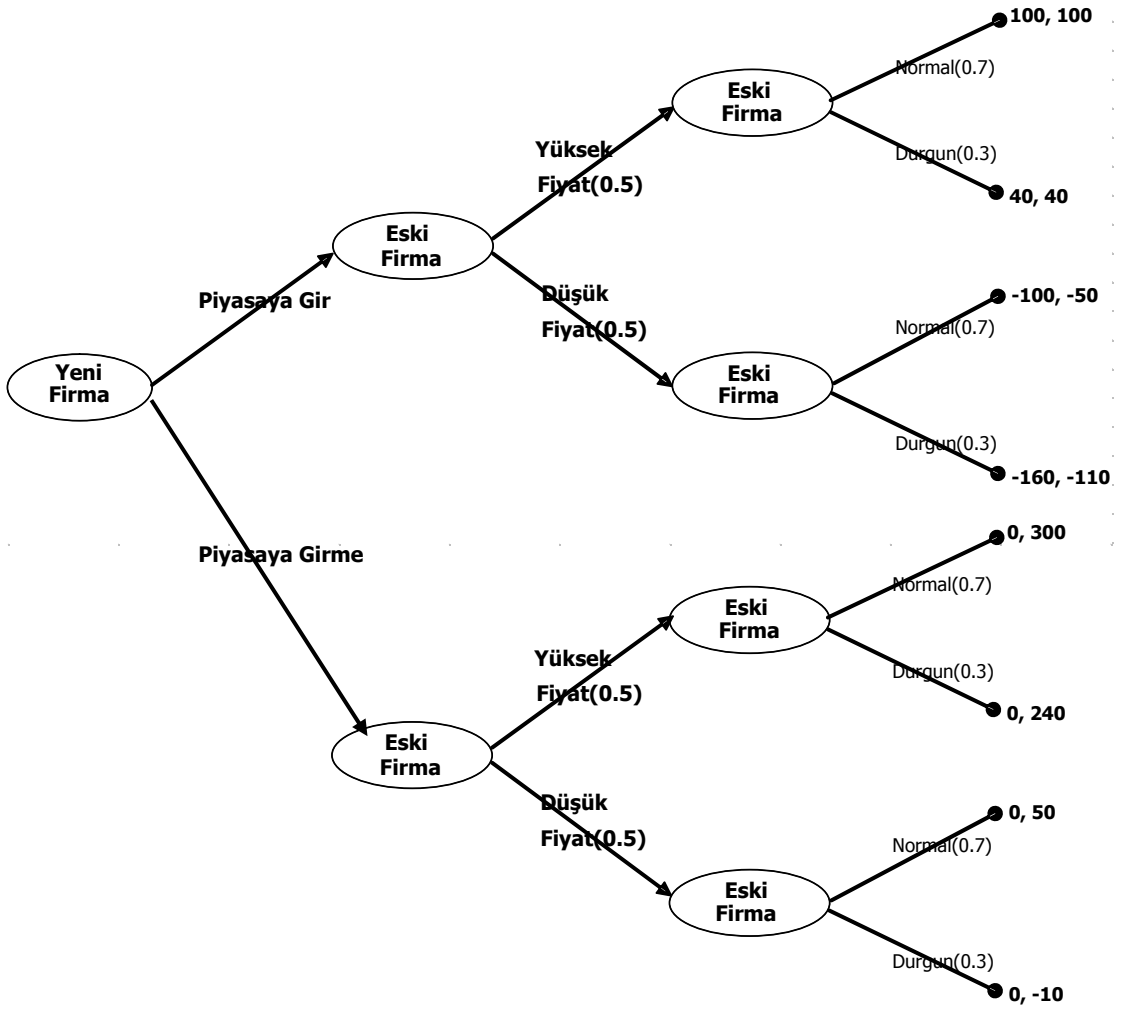 100, 100
Normal(0.7)
Eski
Firma
Yüksek
Fiyat(0.5)
Durgun(0.3)
40, 40
Eski
Firma
Piyasaya Gir
Düşük
Fiyat(0.5)
-100, -50
Normal(0.7)
Eski
Firma
Yeni
Firma
Durgun(0.3)
-160, -110
0, 300
Piyasaya Girme
Normal(0.7)
Eski
Firma
Yüksek
Fiyat(0.5)
Durgun(0.3)
0, 240
Eski
Firma
Düşük
Fiyat(0.5)
0, 50
Normal(0.7)
Eski
Firma
Durgun(0.3)
0, -10